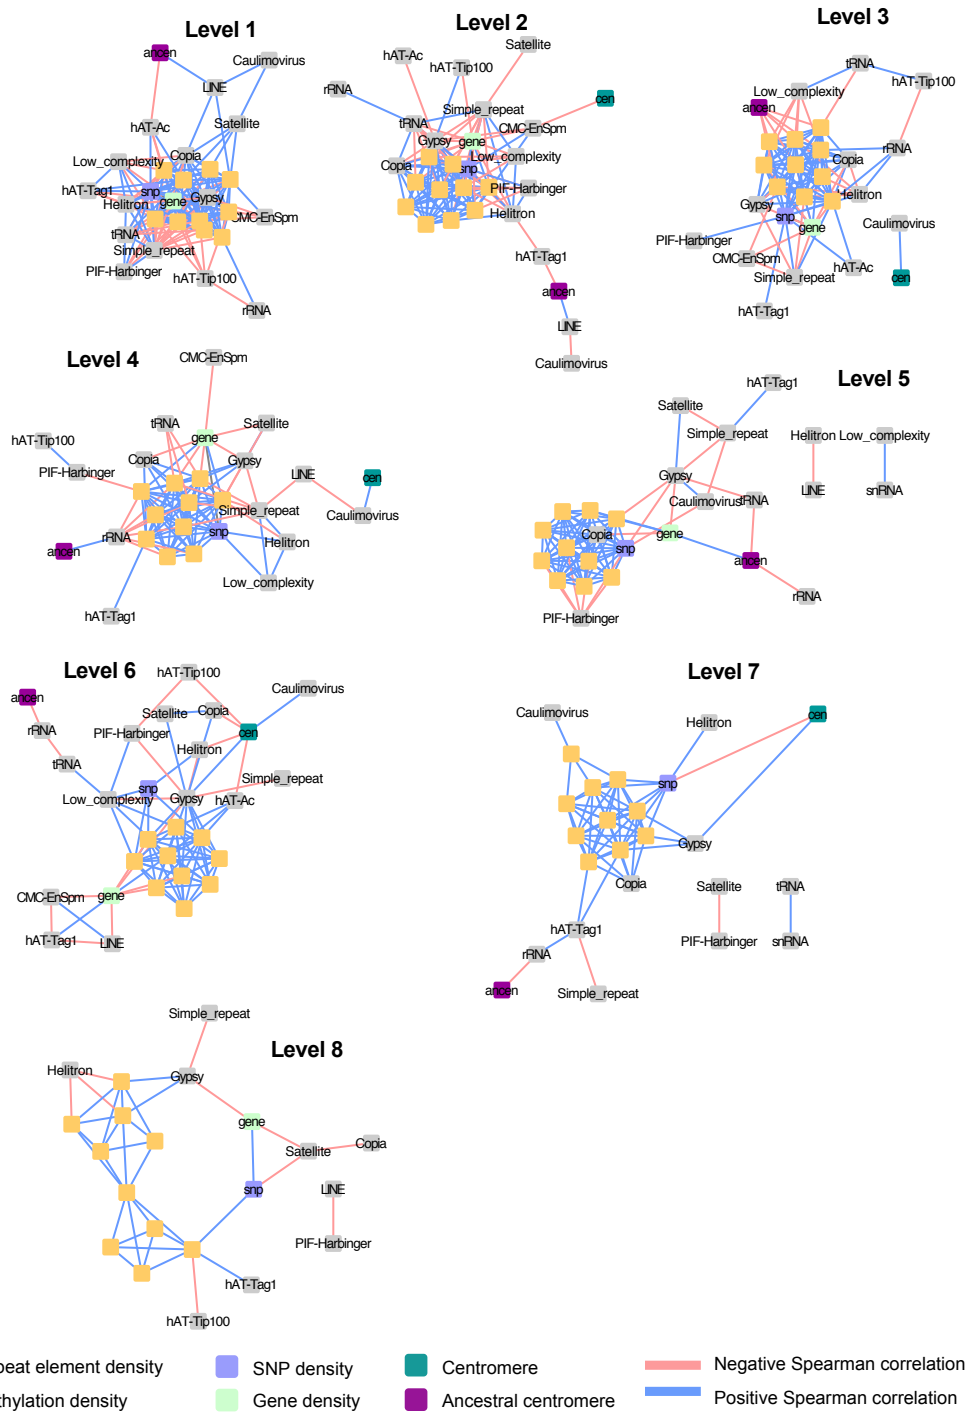 Level 1
ancen
Caulimovirus
LINE
hAT-Ac
Satellite
Low_complexity
Copia
hAT-Tag1
snp
Helitron
gene
Gypsy
CMC-EnSpm
tRNA
Simple_repeat
PIF-Harbinger
hAT-Tip100
rRNA
Level 2
Satellite
hAT-Ac
hAT-Tip100
rRNA
cen
Simple_repeat
tRNA
CMC-EnSpm
Gypsy
gene
Low_complexity
Copia
snp
PIF-Harbinger
Helitron
hAT-Tag1
ancen
LINE
Caulimovirus
Level 3
tRNA
hAT-Tip100
Low_complexity
ancen
rRNA
Copia
Helitron
Gypsy
snp
gene
Caulimovirus
PIF-Harbinger
CMC-EnSpm
hAT-Ac
Simple_repeat
cen
hAT-Tag1
Level 4
CMC-EnSpm
tRNA
Satellite
gene
hAT-Tip100
Copia
Gypsy
PIF-Harbinger
LINE
cen
Simple_repeat
Caulimovirus
snp
rRNA
ancen
Helitron
Low_complexity
hAT-Tag1
Level 5
hAT-Tag1
Satellite
Simple_repeat
Helitron
Low_complexity
Gypsy
LINE
snRNA
Caulimovirus
tRNA
Copia
gene
snp
ancen
rRNA
PIF-Harbinger
Level 6
hAT-Tip100
ancen
Caulimovirus
Satellite
Copia
rRNA
PIF-Harbinger
cen
Helitron
tRNA
Simple_repeat
snp
Low_complexity
Gypsy
hAT-Ac
CMC-EnSpm
gene
hAT-Tag1
LINE
Level 7
Caulimovirus
Helitron
cen
snp
Gypsy
Copia
Satellite
tRNA
hAT-Tag1
PIF-Harbinger
snRNA
rRNA
ancen
Simple_repeat
Level 8
Simple_repeat
Helitron
Gypsy
gene
Copia
Satellite
snp
LINE
PIF-Harbinger
hAT-Tag1
hAT-Tip100
peat element density
SNP density
Centromere
Negative Spearman correlation
thylation density
Gene density
Ancestral centromere
Positive Spearman correlation